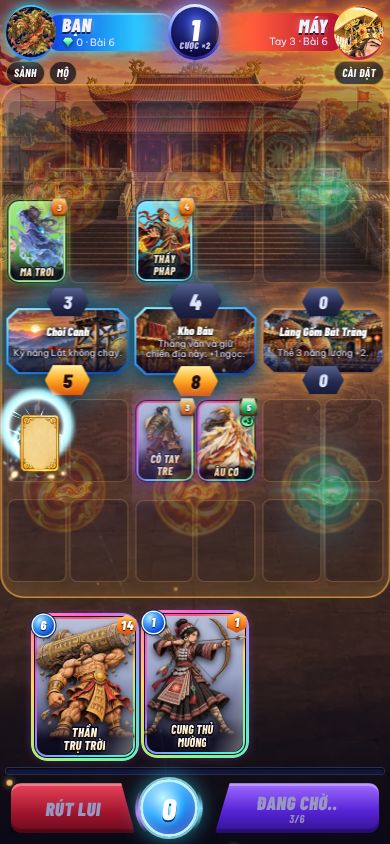 BẠN
0 · Bài 6
1
CƯỢC ×2
MÁY
Tay 3 · Bài 6
SẢNH
MỘ
CÀI ĐẶT
3
MA TRƠI
4
THẦY
PHÁP
3
4
0
Chòi Canh
Kỹ năng Lật không chạy.
Kho Báu
Thắng ván và giữ
chiến địa này: +1 ngọc.
Làng Gốm Bát Tràng
Thẻ 3 năng lượng +2.
5
8
0
3
CÔ TAY
TRE
5
+3
ÂU CƠ
6
14
THẦN
TRỤ TRỜI
1
1
CUNG THỦ
MƯỜNG
RÚT LUI
0
ĐANG CHỜ..
3/6